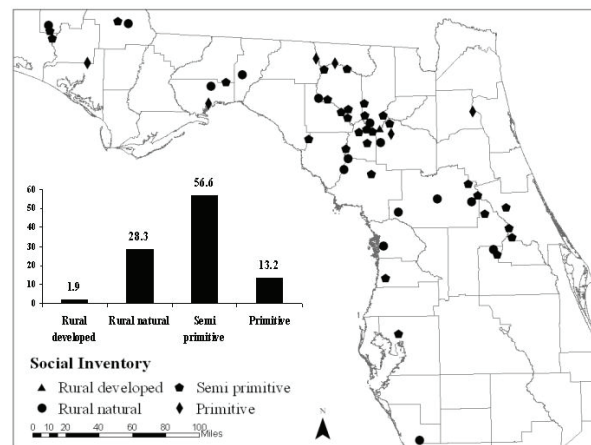 60
50
40
30
20
10
0
1.9
28.3
56.6
13.2
Rural developed
Rural natural
Semi primitive
Primitive
Social Inventory
Rural developed
Semi primitive
Rural natural
Primitive
0 10 20 40 60 80 100
Miles
N